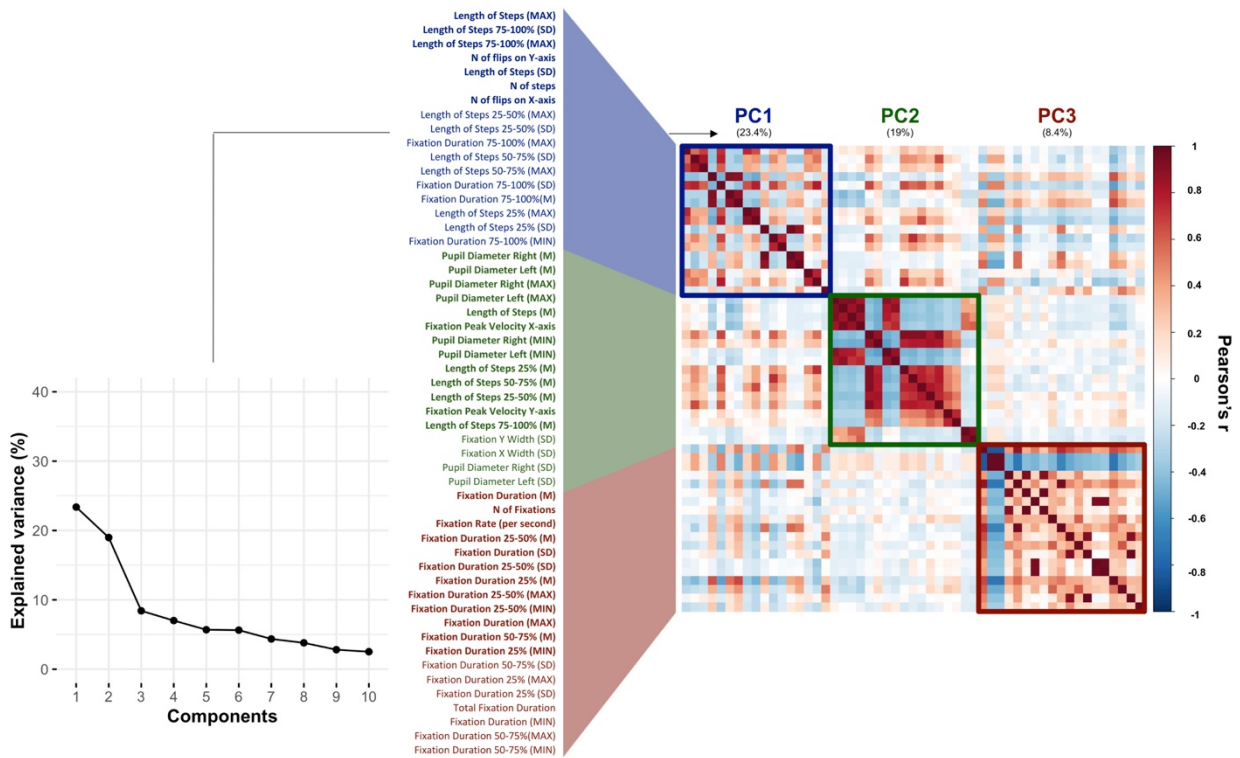 Length of Steps (MAX)
Length of Steps 75-100% (SD)
Length of Steps 75-100% (MAX)
N of flips on Y-axis
Length of Steps (SD)
N of steps
N of flips on X-axis
Length of Steps 25-50% (MAX)
Length of Steps 25-50% (SD)
Fixation Duration 75-100% (MAX)
Length of Steps 50-75% (SD)
Length of Steps 50-75% (MAX)
Fixation Duration 75-100% (SD)
Fixation Duration 75-100%(M)
Length of Steps 25% (MAX)
Length of Steps 25% (SD)
Fixation Duration 75-100% (MIN)
Pupil Diameter Right (M)
Pupil Diameter Left (M)
Pupil Diameter Right (MAX)
Pupil Diameter Left (MAX)
Length of Steps (M)
Fixation Peak Velocity X-axis
Pupil Diameter Right (MIN)
Pupil Diameter Left (MIN)
Length of Steps 25% (M)
Length of Steps 50-75% (M)
Length of Steps 25-50% (M)
Fixation Peak Velocity Y-axis
Length of Steps 75-100% (M)
Fixation Y Width (SD)
Fixation X Width (SD)
Pupil Diameter Right (SD)
Pupil Diameter Left (SD)
Fixation Duration (M)
N of Fixations
Fixation Rate (per second)
Fixation Duration 25-50% (M)
Fixation Duration (SD)
Fixation Duration 25-50% (SD)
Fixation Duration 25% (M)
Fixation Duration 25-50% (MAX)
Fixation Duration 25-50% (MIN)
Fixation Duration (MAX)
Fixation Duration 50-75% (M)
Fixation Duration 25% (MIN)
Fixation Duration 50-75% (SD)
Fixation Duration 25% (MAX)
Fixation Duration 25% (SD)
Total Fixation Duration
Fixation Duration (MIN)
Fixation Duration 50-75%(MAX)
Fixation Duration 50-75% (MIN)
PC1
(23.4%)
PC2
(19%)
PC3
(8.4%)
1
0.8
0.6
0.4
0.2
0
-0.2
-0.4
-0.6
-0.8
-1
Pearson's r
Explained variance (%)
40
30
20
10
0
1 2 3 4 5 6 7 8 9 10
Components